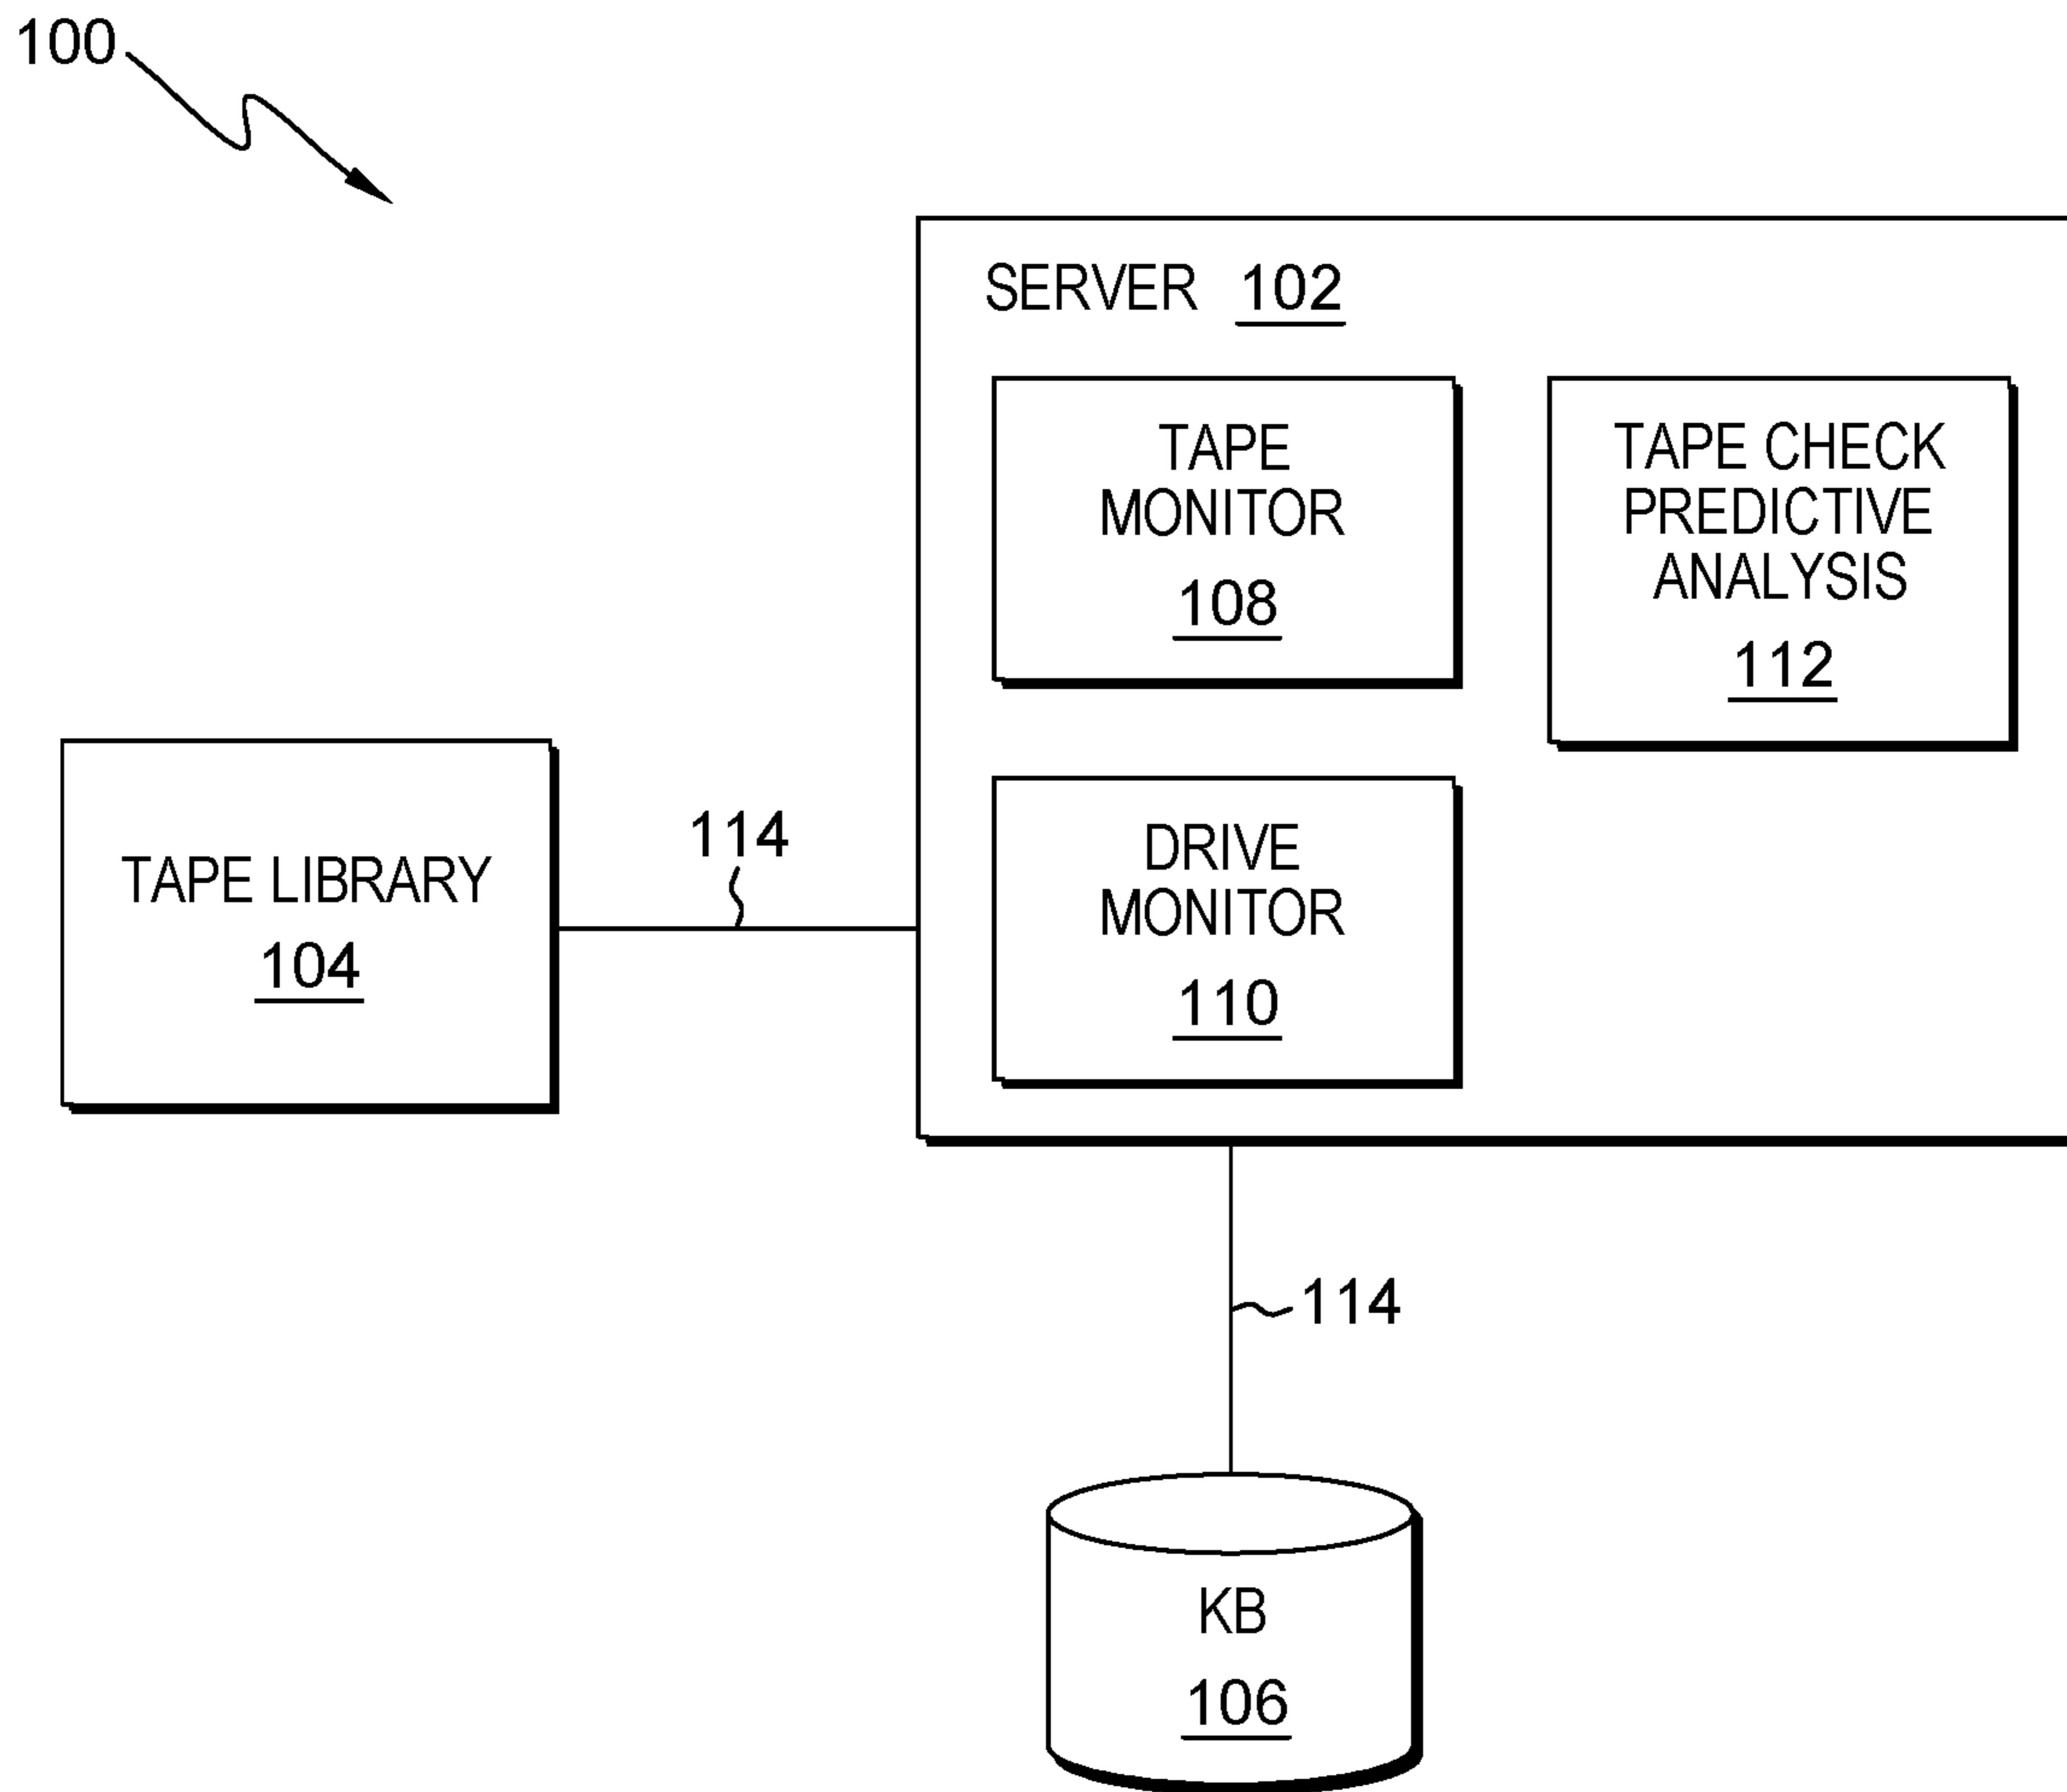 100
SERVER 102
TAPE
MONITOR
108
TAPE CHECK
PREDICTIVE
ANALYSIS
112
TAPE LIBRARY
104
114
DRIVE
MONITOR
110
114
KB
106